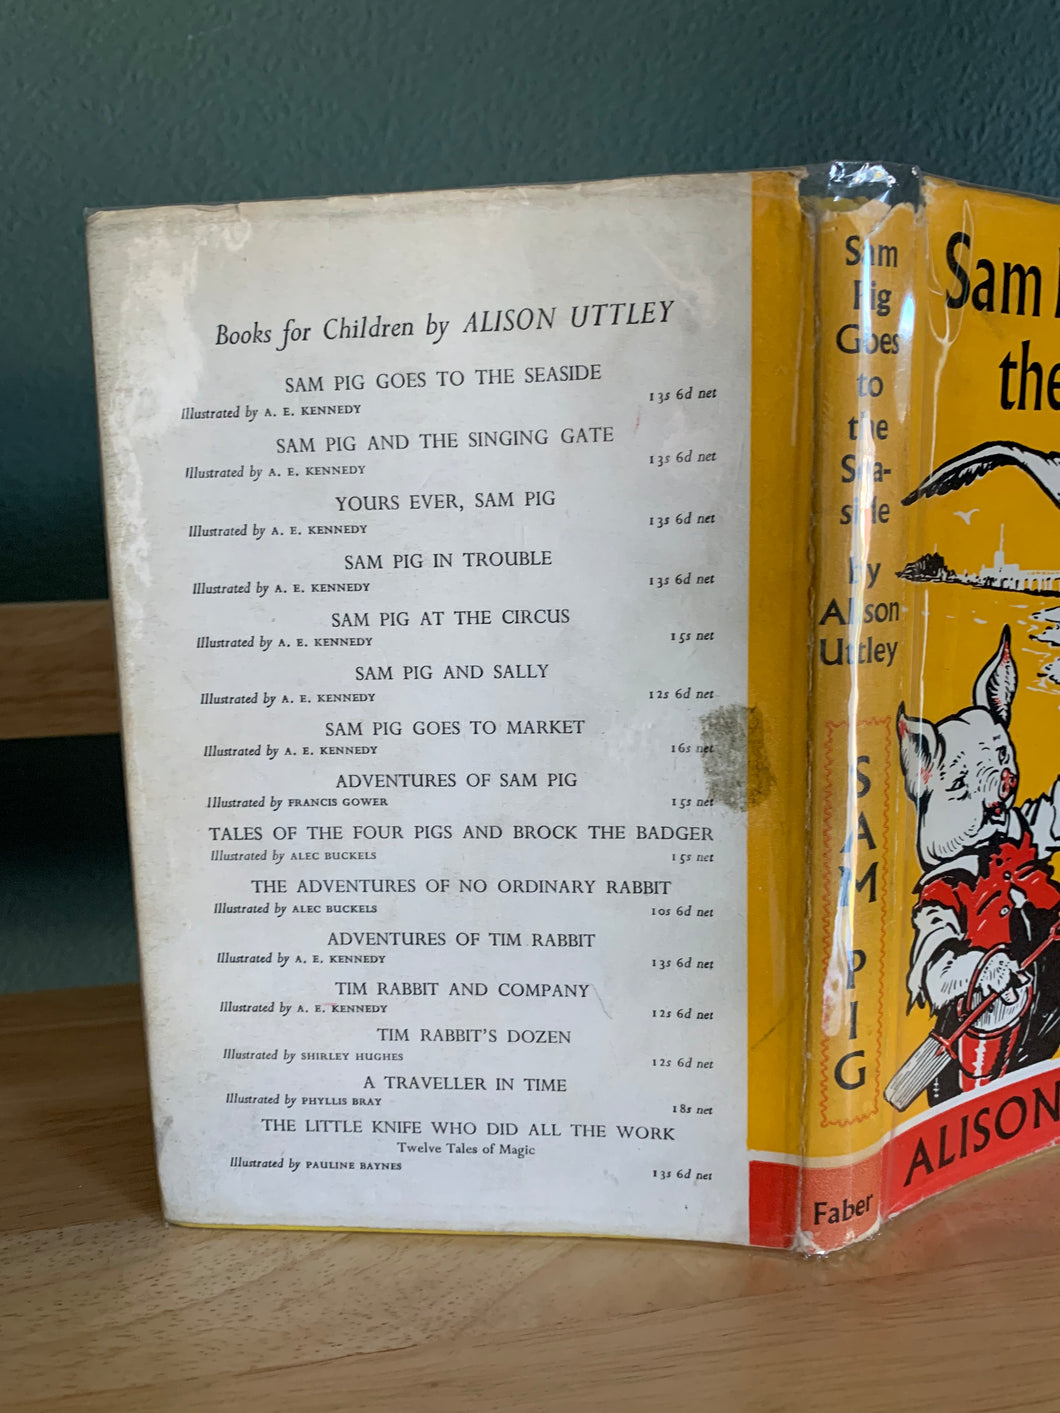 Books for Children by ALISON UTTLEY
SAM PIG GOES TO THE SEASIDE
Illustrated by A. E. KENNEDY 13s 6d net
SAM PIG AND THE SINGING GATE
Illustrated by A. E. KENNEDY 13s 6d net
YOURS EVER, SAM PIG
Illustrated by A. E. KENNEDY 13s 6d net
SAM PIG IN TROUBLE
Illustrated by A. E. KENNEDY 13s 6d net
SAM PIG AT THE CIRCUS
Illustrated by A. E. KENNEDY 15s net
SAM PIG AND SALLY
Illustrated by A. E. KENNEDY 12s 6d net
SAM PIG GOES TO MARKET
Illustrated by A. E. KENNEDY 16s net
ADVENTURES OF SAM PIG
Illustrated by FRANCIS GOWER 15s net
TALES OF THE FOUR PIGS AND BROCK THE BADGER
Illustrated by ALEC BUCKELS 15s net
THE ADVENTURES OF NO ORDINARY RABBIT
Illustrated by ALEC BUCKELS 10s 6d net
ADVENTURES OF TIM RABBIT
Illustrated by A. E. KENNEDY 13s 6d net
TIM RABBIT AND COMPANY
Illustrated by A. E. KENNEDY 12s 6d net
TIM RABBIT'S DOZEN
Illustrated by SHIRLEY HUGHES 12s 6d net
A TRAVELLER IN TIME
Illustrated by PHYLLIS BRAY 18s net
THE LITTLE KNIFE WHO DID ALL THE WORK
Twelve Tales of Magic
Illustrated by PAULINE BAYNES 13s 6d net
Sam
Pig
Goes
to
the
Sea-
side
by
Alison
Uttley
SAM PIG
Faber
Sam
the
ALISON